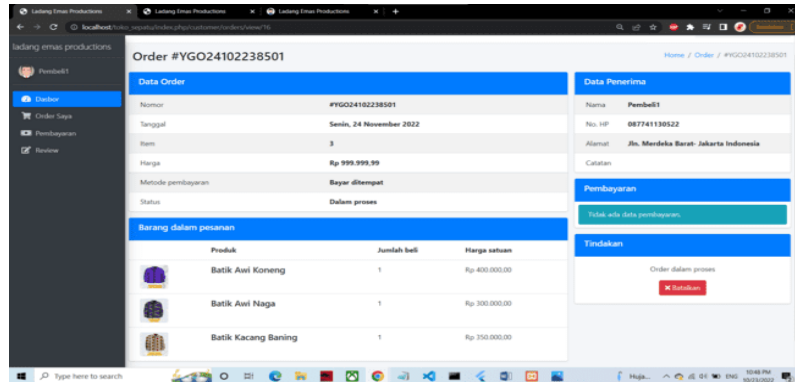 Ladang Emas Productions
Ladang Emas Productions
Ladang Emas Productions
localhost/toko_sepatu/index.php/customer/orders/view/16
ladang emas productions
Pembeli1
Dasbor
Order Saya
Pembayaran
Review
Order #YGO24102238501
Home / Order / #YGO24102238501
Data Order
Nomor #YGO24102238501
Tanggal Senin, 24 November 2022
Item 3
Harga Rp 999.999,99
Metode pembayaran Bayar ditempat
Status Dalam proses
Barang dalam pesanan
Produk Jumlah beli Harga satuan
Batik Awi Koneng 1 Rp 400.000,00
Batik Awi Naga 1 Rp 300.000,00
Batik Kacang Baning 1 Rp 350.000,00
Data Penerima
Nama Pembeli1
No. HP 087741130522
Alamat Jln. Merdeka Barat- Jakarta Indonesia
Catatan
Pembayaran
Tidak ada data pembayaran.
Tindakan
Order dalam proses
Batalkan
Type here to search
Huja...
ENG
10:48 PM
10/23/2022